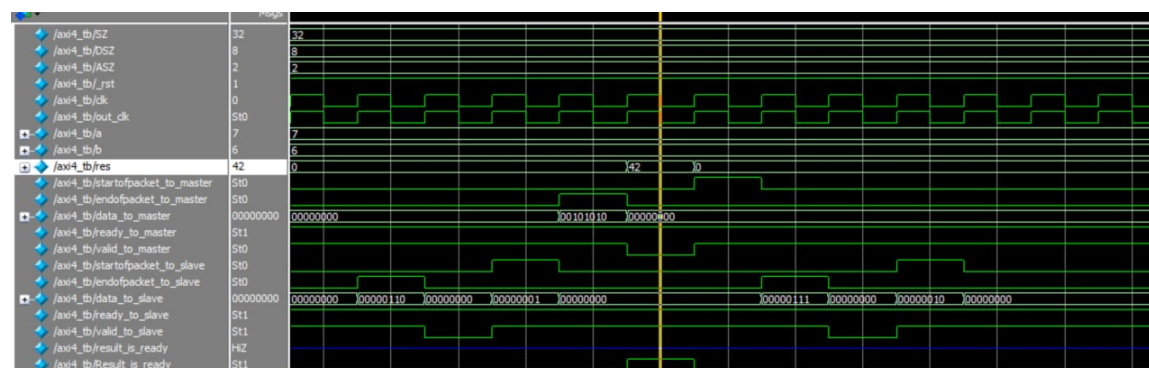 Msgs
/axi4_tb/SZ 32 32
/axi4_tb/DSZ 8 8
/axi4_tb/ASZ 2 2
/axi4_tb/_rst 1
/axi4_tb/clk 0
/axi4_tb/out_clk St0
/axi4_tb/a 7 7
/axi4_tb/b 6 6
/axi4_tb/res 42 0 42 0
/axi4_tb/startofpacket_to_master St0
/axi4_tb/endofpacket_to_master St0
/axi4_tb/data_to_master 00000000 00000000 00101010 00000000
/axi4_tb/ready_to_master St1
/axi4_tb/valid_to_master St0
/axi4_tb/startofpacket_to_slave St0
/axi4_tb/endofpacket_to_slave St0
/axi4_tb/data_to_slave 00000000 00000000 00000110 00000000 00000001 00000000 00000111 00000000 00000010 00000000
/axi4_tb/ready_to_slave St1
/axi4_tb/valid_to_slave St1
/axi4_tb/result_is_ready HiZ
/axi4_tb/Result_is_ready St1